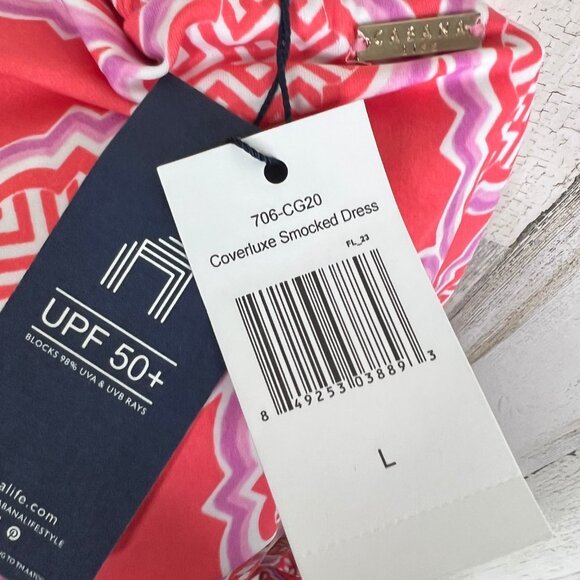 CABANA
LIFE
706-CG20
Coverluxe Smocked Dress
FL_23
8 49253 03889 3
L
UPF 50+
BLOCKS 98% UVA & UVB RAYS
alife.com
ABANALIFESTYLE